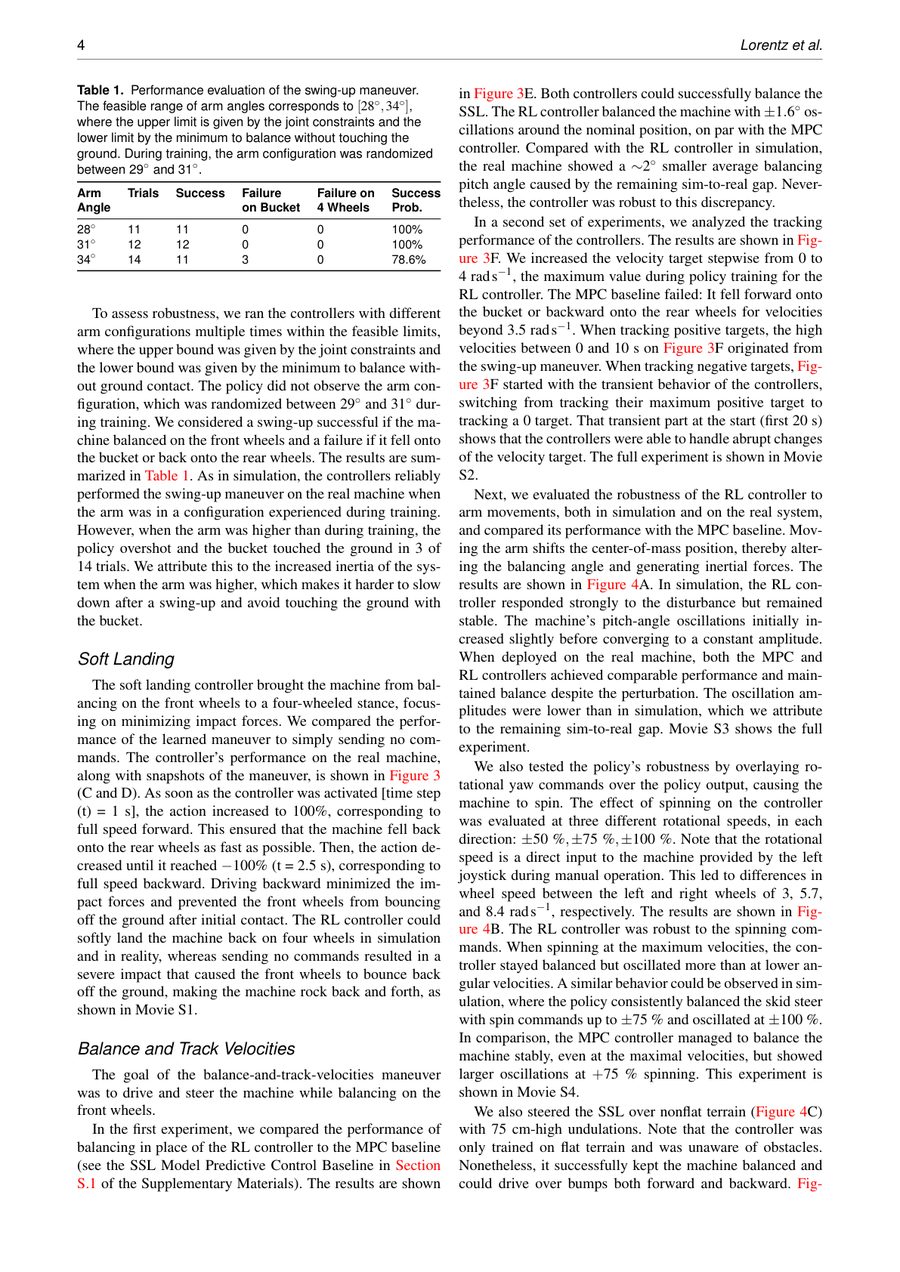 4
Lorentz et al.
Table 1. Performance evaluation of the swing-up maneuver.
The feasible range of arm angles corresponds to [28°, 34°],
where the upper limit is given by the joint constraints and the
lower limit by the minimum to balance without touching the
ground. During training, the arm configuration was randomized
between 29° and 31°.
Arm Trials Success Failure Failure on Success
Angle on Bucket 4 Wheels Prob.
28° 11 11 0 0 100%
31° 12 12 0 0 100%
34° 14 11 3 0 78.6%
To assess robustness, we ran the controllers with different
arm configurations multiple times within the feasible limits,
where the upper bound was given by the joint constraints and
the lower bound was given by the minimum to balance with-
out ground contact. The policy did not observe the arm con-
figuration, which was randomized between 29° and 31° dur-
ing training. We considered a swing-up successful if the ma-
chine balanced on the front wheels and a failure if it fell onto
the bucket or back onto the rear wheels. The results are sum-
marized in Table 1. As in simulation, the controllers reliably
performed the swing-up maneuver on the real machine when
the arm was in a configuration experienced during training.
However, when the arm was higher than during training, the
policy overshot and the bucket touched the ground in 3 of
14 trials. We attribute this to the increased inertia of the sys-
tem when the arm was higher, which makes it harder to slow
down after a swing-up and avoid touching the ground with
the bucket.
Soft Landing
The soft landing controller brought the machine from bal-
ancing on the front wheels to a four-wheeled stance, focus-
ing on minimizing impact forces. We compared the perfor-
mance of the learned maneuver to simply sending no com-
mands. The controller's performance on the real machine,
along with snapshots of the maneuver, is shown in Figure 3
(C and D). As soon as the controller was activated [time step
(t) = 1 s], the action increased to 100%, corresponding to
full speed forward. This ensured that the machine fell back
onto the rear wheels as fast as possible. Then, the action de-
creased until it reached −100% (t = 2.5 s), corresponding to
full speed backward. Driving backward minimized the im-
pact forces and prevented the front wheels from bouncing
off the ground after initial contact. The RL controller could
softly land the machine back on four wheels in simulation
and in reality, whereas sending no commands resulted in a
severe impact that caused the front wheels to bounce back
off the ground, making the machine rock back and forth, as
shown in Movie S1.
Balance and Track Velocities
The goal of the balance-and-track-velocities maneuver
was to drive and steer the machine while balancing on the
front wheels.
In the first experiment, we compared the performance of
balancing in place of the RL controller to the MPC baseline
(see the SSL Model Predictive Control Baseline in Section
S.1 of the Supplementary Materials). The results are shown
in Figure 3E. Both controllers could successfully balance the
SSL. The RL controller balanced the machine with ±1.6° os-
cillations around the nominal position, on par with the MPC
controller. Compared with the RL controller in simulation,
the real machine showed a ∼2° smaller average balancing
pitch angle caused by the remaining sim-to-real gap. Never-
theless, the controller was robust to this discrepancy.
In a second set of experiments, we analyzed the tracking
performance of the controllers. The results are shown in Fig-
ure 3F. We increased the velocity target stepwise from 0 to
4 rad s⁻¹, the maximum value during policy training for the
RL controller. The MPC baseline failed: It fell forward onto
the bucket or backward onto the rear wheels for velocities
beyond 3.5 rad s⁻¹. When tracking positive targets, the high
velocities between 0 and 10 s on Figure 3F originated from
the swing-up maneuver. When tracking negative targets, Fig-
ure 3F started with the transient behavior of the controllers,
switching from tracking their maximum positive target to
tracking a 0 target. That transient part at the start (first 20 s)
shows that the controllers were able to handle abrupt changes
of the velocity target. The full experiment is shown in Movie
S2.
Next, we evaluated the robustness of the RL controller to
arm movements, both in simulation and on the real system,
and compared its performance with the MPC baseline. Mov-
ing the arm shifts the center-of-mass position, thereby alter-
ing the balancing angle and generating inertial forces. The
results are shown in Figure 4A. In simulation, the RL con-
troller responded strongly to the disturbance but remained
stable. The machine's pitch-angle oscillations initially in-
creased slightly before converging to a constant amplitude.
When deployed on the real machine, both the MPC and
RL controllers achieved comparable performance and main-
tained balance despite the perturbation. The oscillation am-
plitudes were lower than in simulation, which we attribute
to the remaining sim-to-real gap. Movie S3 shows the full
experiment.
We also tested the policy's robustness by overlaying ro-
tational yaw commands over the policy output, causing the
machine to spin. The effect of spinning on the controller
was evaluated at three different rotational speeds, in each
direction: ±50 %, ±75 %, ±100 %. Note that the rotational
speed is a direct input to the machine provided by the left
joystick during manual operation. This led to differences in
wheel speed between the left and right wheels of 3, 5.7,
and 8.4 rad s⁻¹, respectively. The results are shown in Fig-
ure 4B. The RL controller was robust to the spinning com-
mands. When spinning at the maximum velocities, the con-
troller stayed balanced but oscillated more than at lower an-
gular velocities. A similar behavior could be observed in sim-
ulation, where the policy consistently balanced the skid steer
with spin commands up to ±75 % and oscillated at ±100 %.
In comparison, the MPC controller managed to balance the
machine stably, even at the maximal velocities, but showed
larger oscillations at +75 % spinning. This experiment is
shown in Movie S4.
We also steered the SSL over nonflat terrain (Figure 4C)
with 75 cm-high undulations. Note that the controller was
only trained on flat terrain and was unaware of obstacles.
Nonetheless, it successfully kept the machine balanced and
could drive over bumps both forward and backward. Fig-